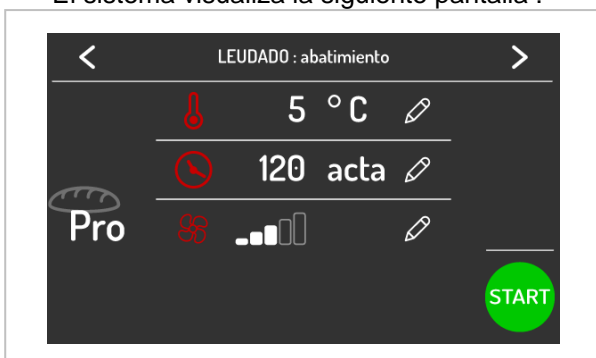 El sistema visualiza la siguiente pantalla :
LEUDADO : abatimiento
5 °C
120 acta
Pro
START